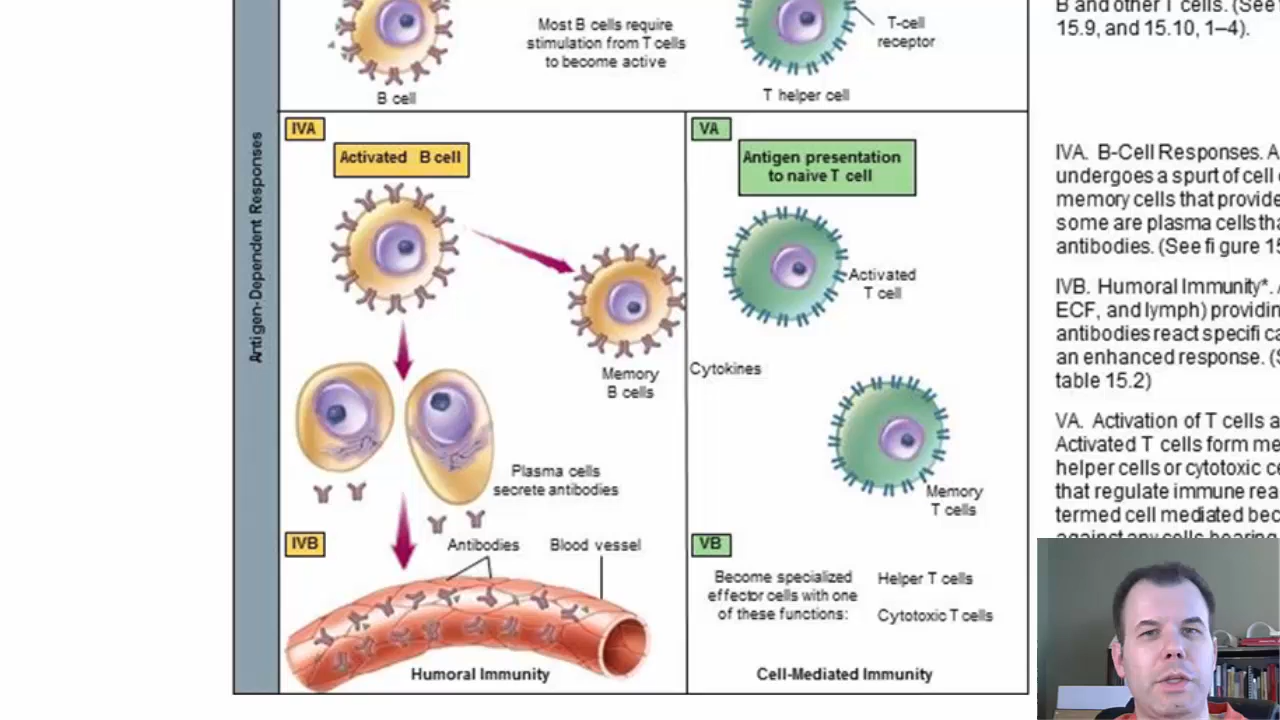 B and other T cells. (See
15.9, and 15.10, 1–4).
Most B cells require
stimulation from T cells
to become active
T-cell
receptor
B cell
T helper cell
Antigen-Dependent Responses
IVA
Activated B cell
Memory
B cells
Plasma cells
secrete antibodies
IVB
Antibodies
Blood vessel
Humoral Immunity
VA
Antigen presentation
to naive T cell
Activated
T cell
Cytokines
Memory
T cells
VB
Become specialized
effector cells with one
of these functions:
Helper T cells
Cytotoxic T cells
Cell-Mediated Immunity
IVA. B-Cell Responses. A
undergoes a spurt of cell
memory cells that provide
some are plasma cells tha
antibodies. (See fi gure 15
IVB. Humoral Immunity*.
ECF, and lymph) providin
antibodies react specifi ca
an enhanced response. (
table 15.2)
VA. Activation of T cells a
Activated T cells form me
helper cells or cytotoxic ce
that regulate immune rea
termed cell mediated bec
against any cells bearing